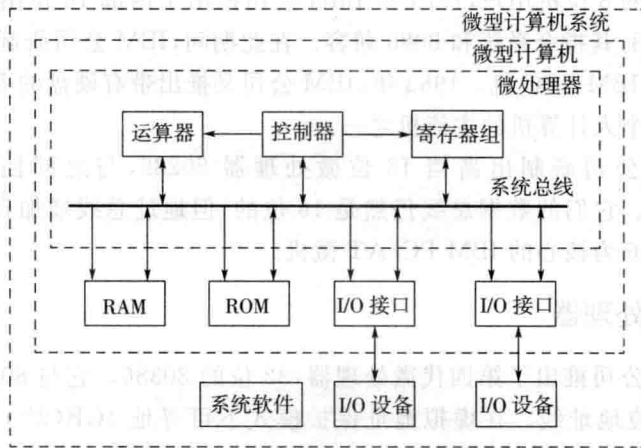 微型计算机系统
微型计算机
微处理器
运算器
控制器
寄存器组
系统总线
RAM
ROM
I/O 接口
I/O 接口
系统软件
I/O 设备
I/O 设备